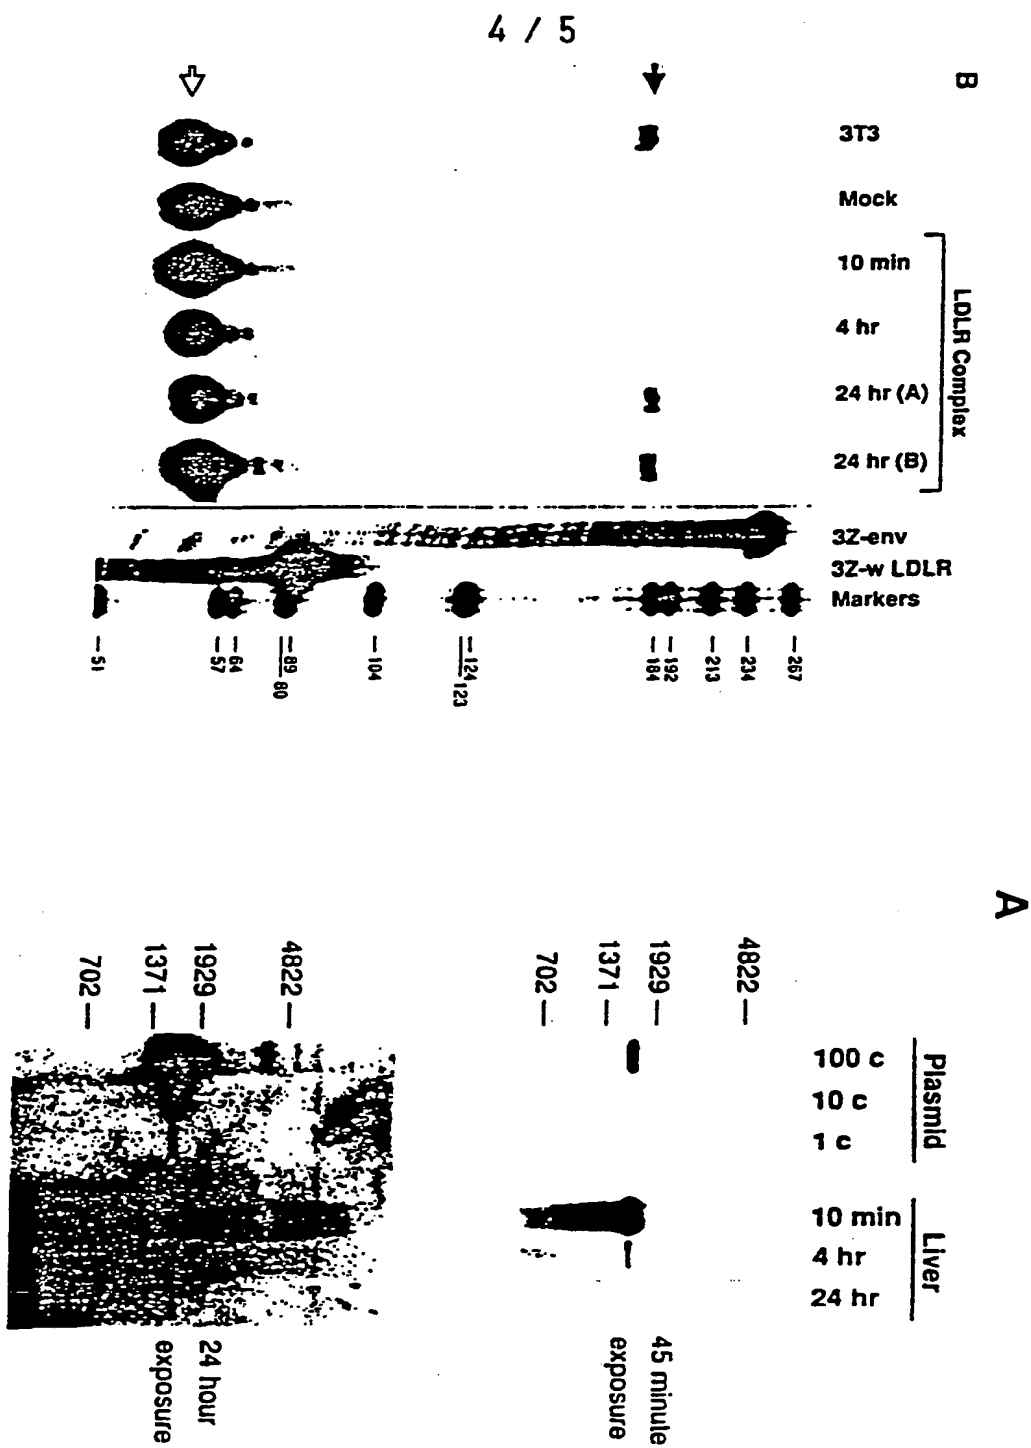 4 / 5
B
3T3
Mock
10 min
4 hr
24 hr (A)
24 hr (B)
LDLR Complex
3Z-env
3Z-w LDLR
Markers
51
57
64
89
80
104
124
123
184
192
213
234
267
A
Plasmid
100 c
10 c
1 c
Liver
10 min
4 hr
24 hr
4822
1929
1371
702
45 minute
exposure
4822
1929
1371
702
24 hour
exposure